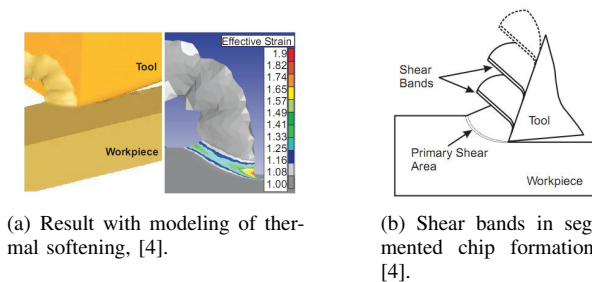 Tool
Workpiece
Effective Strain
1.9
1.82
1.74
1.65
1.57
1.49
1.41
1.33
1.25
1.16
1.08
1.00
(a) Result with modeling of ther-
mal softening, [4].
Shear
Bands
Tool
Primary Shear
Area
Workpiece
(b) Shear bands in seg-
mented chip formation
[4].